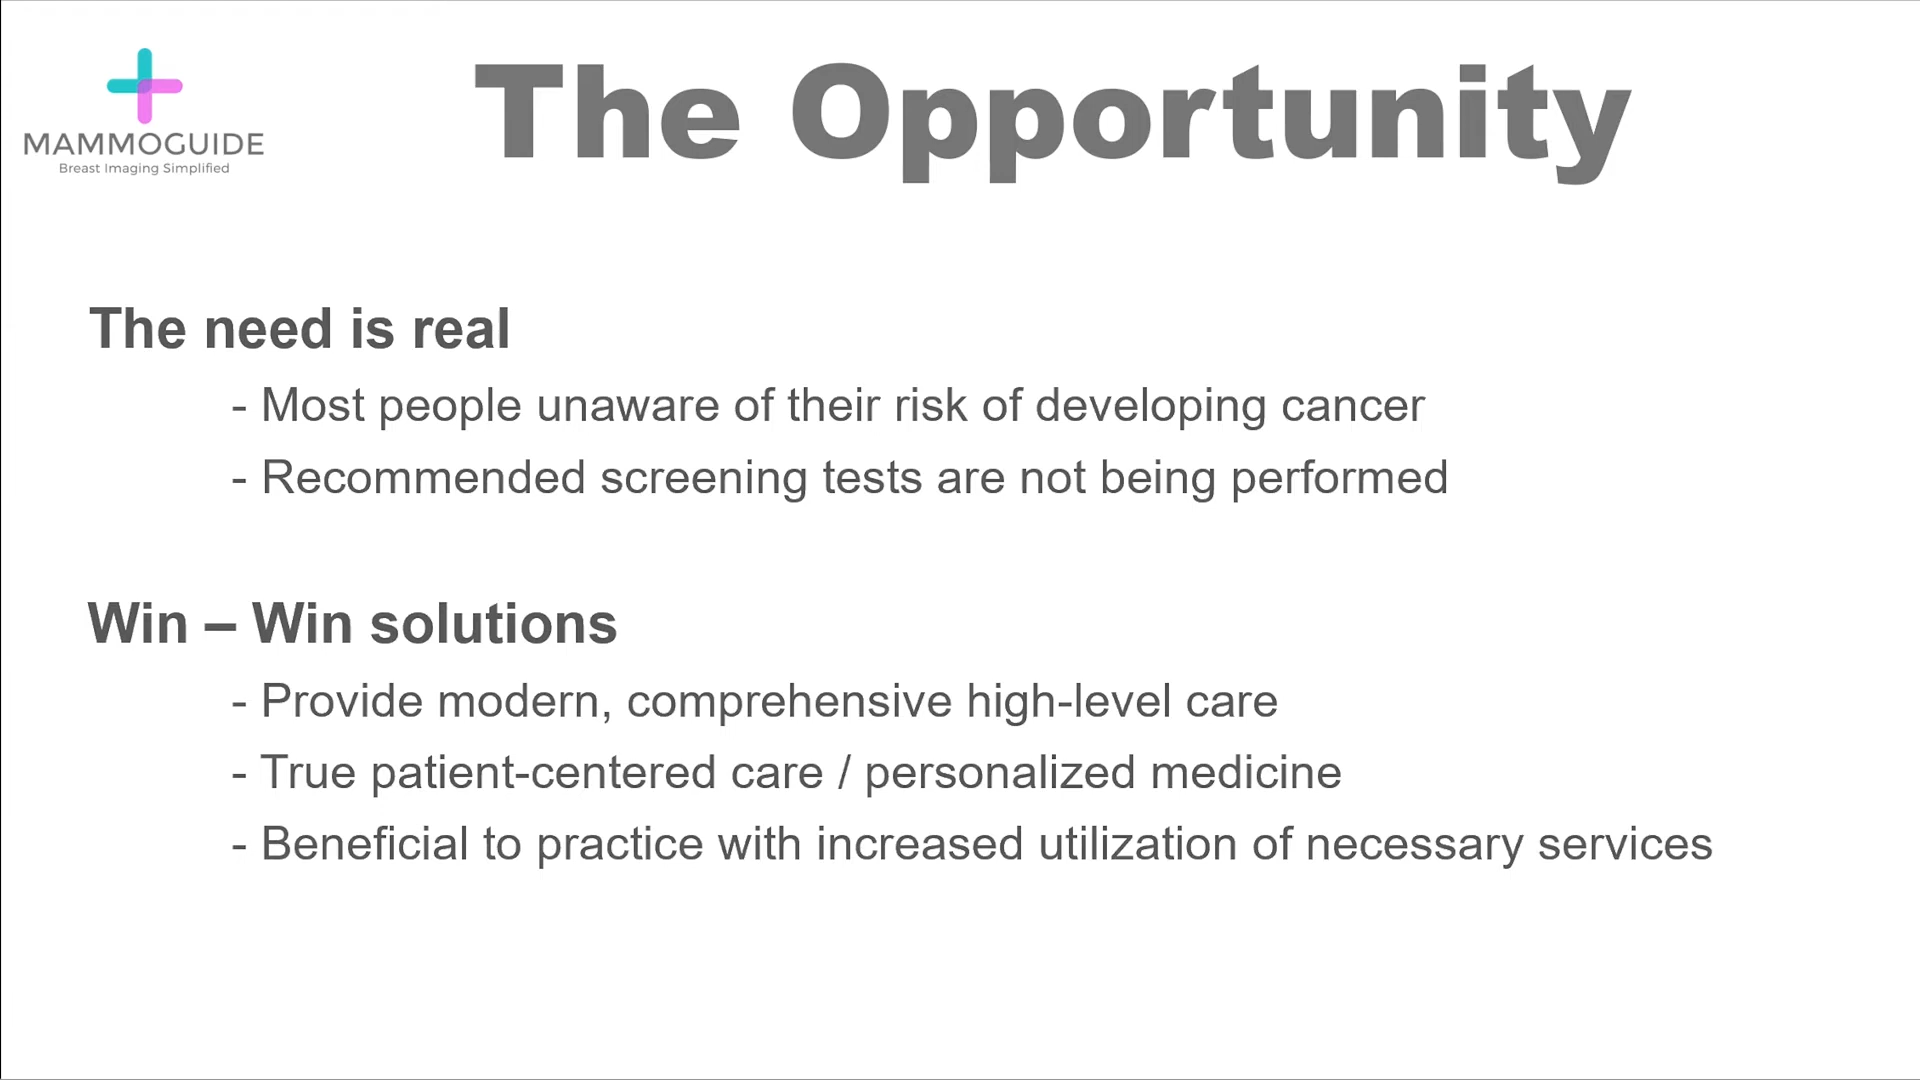 MAMMOGUIDE
Breast Imaging Simplified
The Opportunity
The need is real
- Most people unaware of their risk of developing cancer
- Recommended screening tests are not being performed
Win – Win solutions
- Provide modern, comprehensive high-level care
- True patient-centered care / personalized medicine
- Beneficial to practice with increased utilization of necessary services